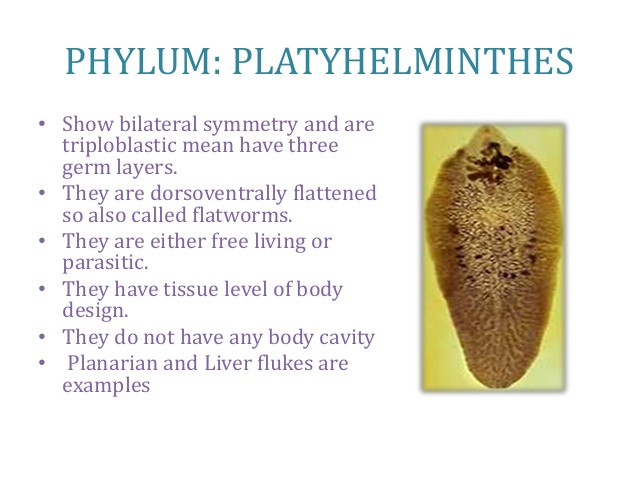 PHYLUM: PLATYHELMINTHES
• Show bilateral symmetry and are
triploblastic mean have three
germ layers.
• They are dorsoventrally flattened
so also called flatworms.
• They are either free living or
parasitic.
• They have tissue level of body
design.
• They do not have any body cavity
• Planarian and Liver flukes are
examples